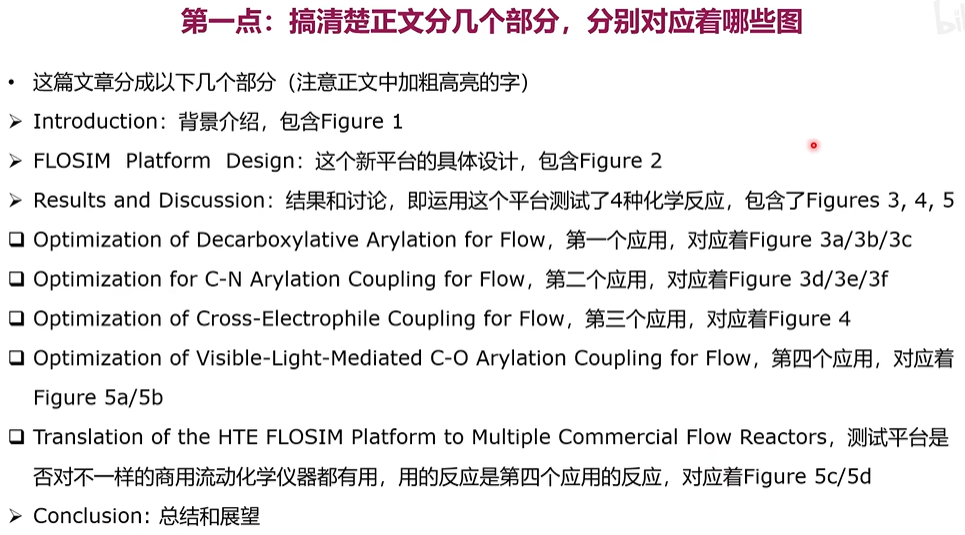 第一点：搞清楚正文分几个部分，分别对应着哪些图
• 这篇文章分成以下几个部分（注意正文中加粗高亮的字）
➢ Introduction：背景介绍，包含Figure 1
➢ FLOSIM Platform Design：这个新平台的具体设计，包含Figure 2
➢ Results and Discussion：结果和讨论，即运用这个平台测试了4种化学反应，包含了Figures 3, 4, 5
❑ Optimization of Decarboxylative Arylation for Flow，第一个应用，对应着Figure 3a/3b/3c
❑ Optimization for C-N Arylation Coupling for Flow，第二个应用，对应着Figure 3d/3e/3f
❑ Optimization of Cross-Electrophile Coupling for Flow，第三个应用，对应着Figure 4
❑ Optimization of Visible-Light-Mediated C-O Arylation Coupling for Flow，第四个应用，对应着
Figure 5a/5b
❑ Translation of the HTE FLOSIM Platform to Multiple Commercial Flow Reactors，测试平台是
否对不一样的商用流动化学仪器都有用，用的反应是第四个应用的反应，对应着Figure 5c/5d
➢ Conclusion: 总结和展望